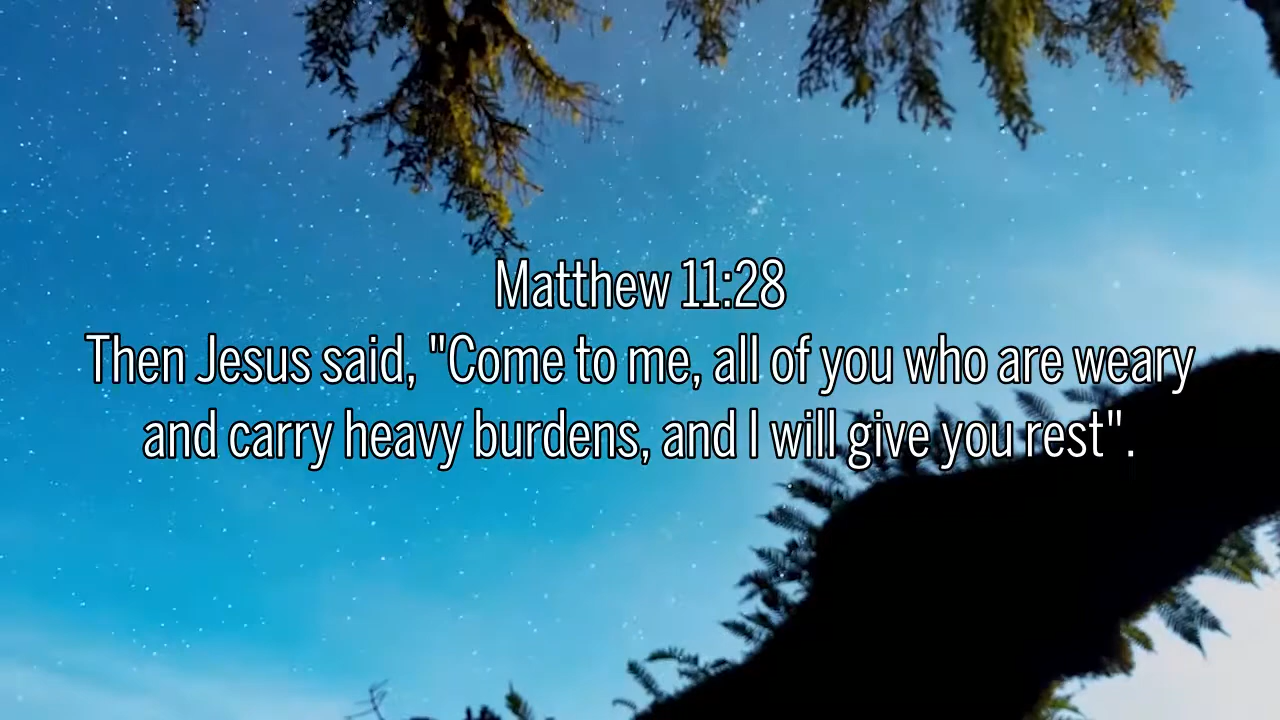 Matthew 11:28
Then Jesus said, "Come to me, all of you who are weary
and carry heavy burdens, and I will give you rest".